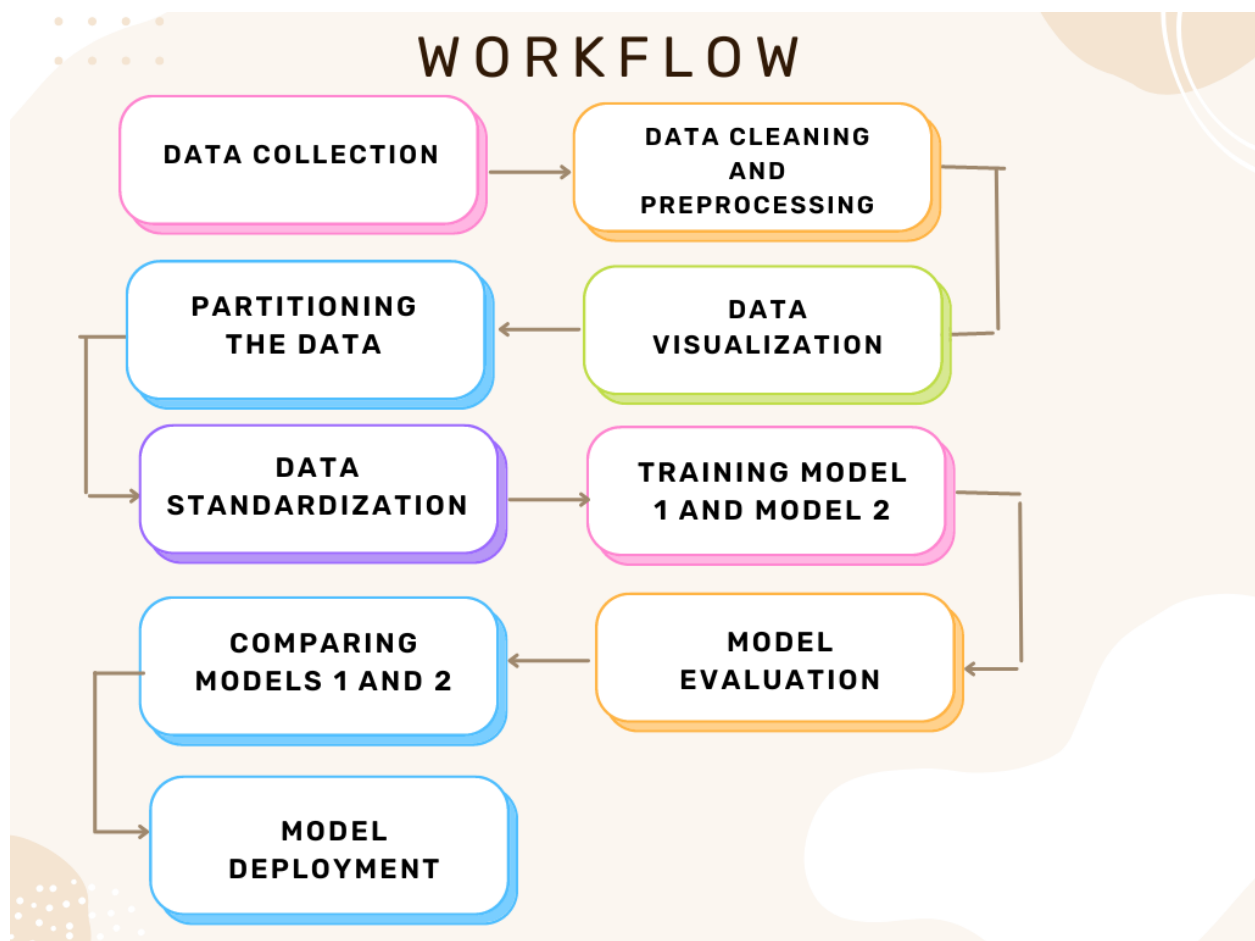 WORKFLOW
DATA COLLECTION
DATA CLEANING
AND
PREPROCESSING
DATA
VISUALIZATION
PARTITIONING
THE DATA
DATA
STANDARDIZATION
TRAINING MODEL
1 AND MODEL 2
MODEL
EVALUATION
COMPARING
MODELS 1 AND 2
MODEL
DEPLOYMENT